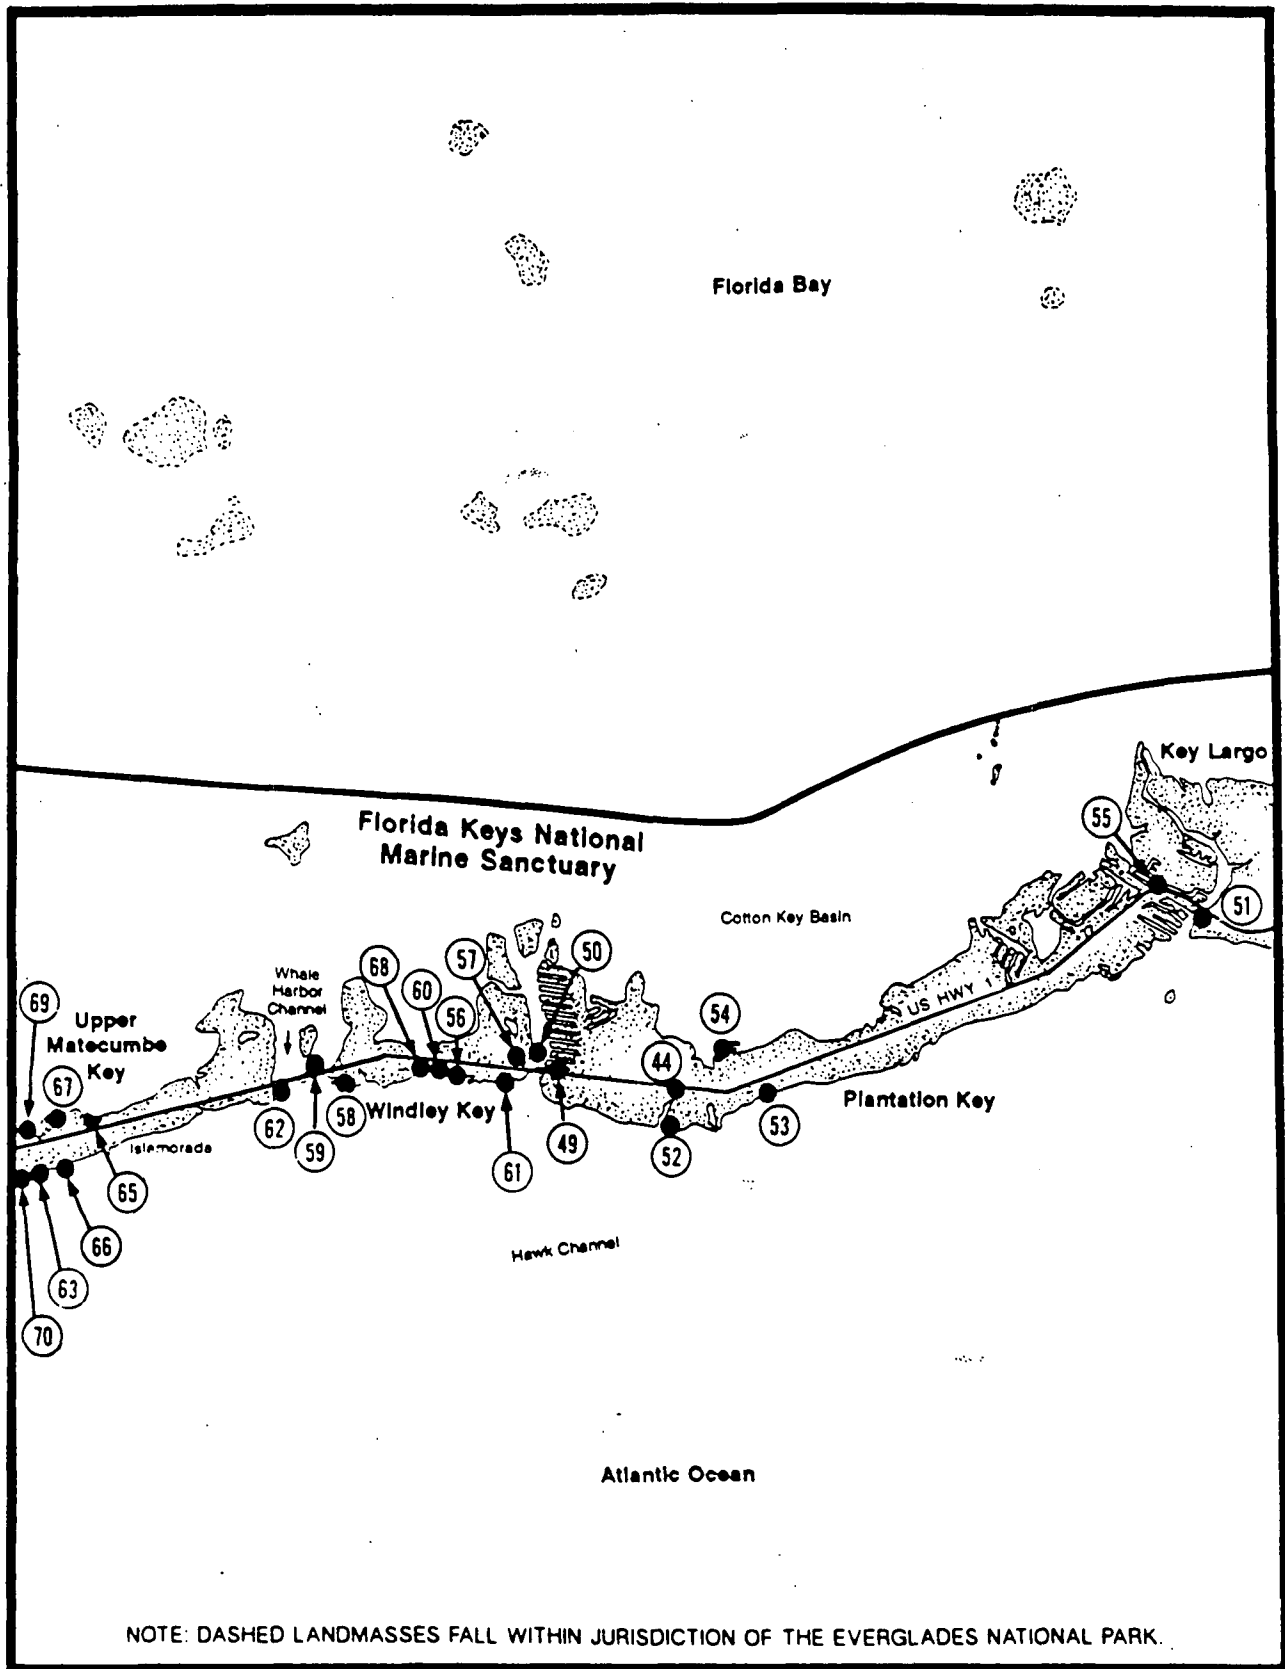 Florida Bay
Key Largo
55
Florida Keys National
Marine Sanctuary
51
Cotton Key Basin
68
57
50
Whale
Harbor
Channel
60
69
56
US HWY 1
54
Upper
Matecumbe
Key
44
67
Plantation Key
62
58
Windley Key
53
Islamorada
59
49
52
65
61
66
Hawk Channel
63
70
Atlantic Ocean
NOTE: DASHED LANDMASSES FALL WITHIN JURISDICTION OF THE EVERGLADES NATIONAL PARK.